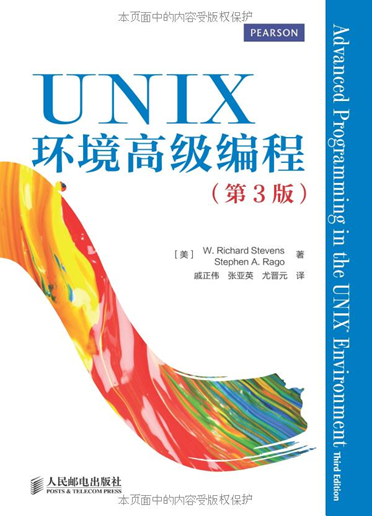 本页面中的内容受版权保护
PEARSON
UNIX
环境高级编程
(第3版)
[美] W. Richard Stevens 著
Stephen A. Rago
戚正伟 张亚英 尤晋元 译
Advanced Programming in the UNIX® Environment Third Edition
人民邮电出版社
POSTS & TELECOM PRESS
本页面中的内容受版权保护